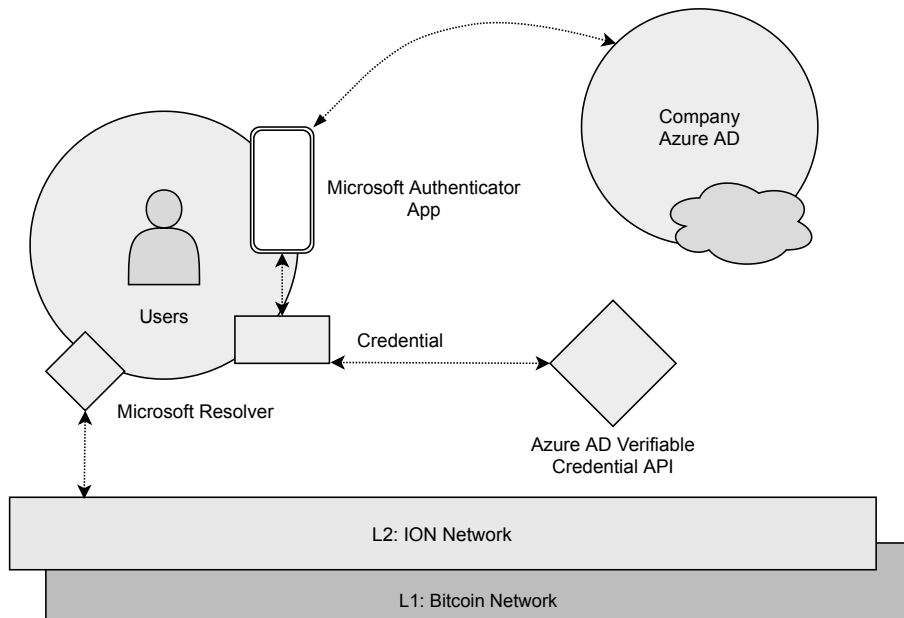 Company
Azure AD
Microsoft Authenticator
App
Users
Credential
Microsoft Resolver
Azure AD Verifiable
Credential API
L2: ION Network
L1: Bitcoin Network